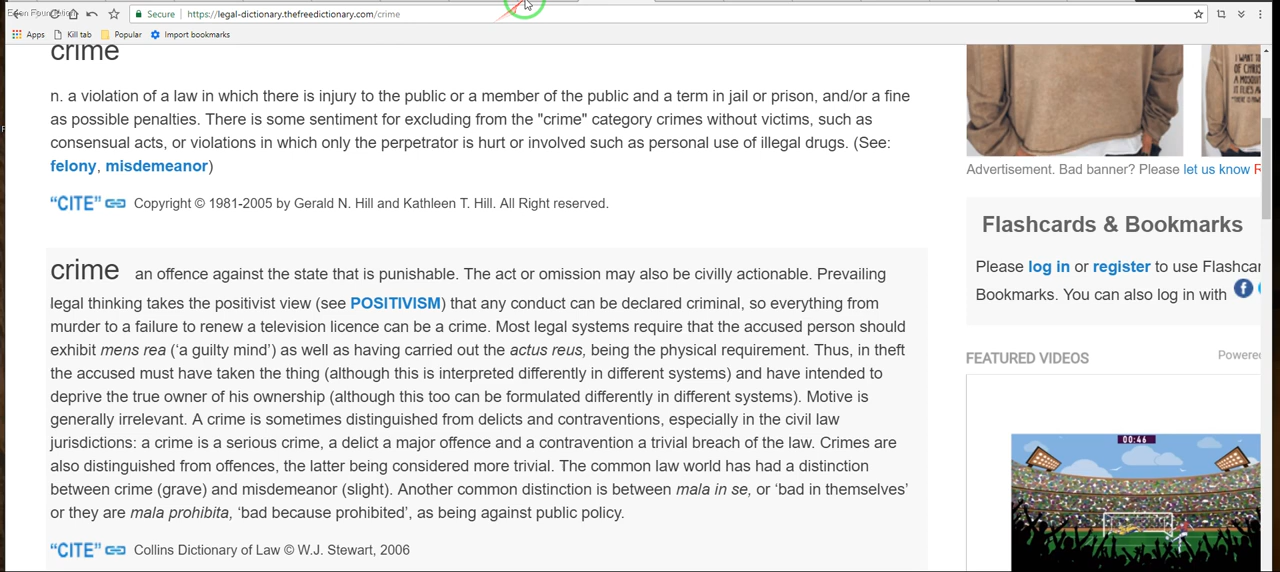 Secure https://legal-dictionary.thefreedictionary.com/crime
Apps Kill tab Popular Import bookmarks
crime
n. a violation of a law in which there is injury to the public or a member of the public and a term in jail or prison, and/or a fine
as possible penalties. There is some sentiment for excluding from the "crime" category crimes without victims, such as
consensual acts, or violations in which only the perpetrator is hurt or involved such as personal use of illegal drugs. (See:
felony, misdemeanor)
“CITE” Copyright © 1981-2005 by Gerald N. Hill and Kathleen T. Hill. All Right reserved.
crime an offence against the state that is punishable. The act or omission may also be civilly actionable. Prevailing
legal thinking takes the positivist view (see POSITIVISM) that any conduct can be declared criminal, so everything from
murder to a failure to renew a television licence can be a crime. Most legal systems require that the accused person should
exhibit mens rea (‘a guilty mind’) as well as having carried out the actus reus, being the physical requirement. Thus, in theft
the accused must have taken the thing (although this is interpreted differently in different systems) and have intended to
deprive the true owner of his ownership (although this too can be formulated differently in different systems). Motive is
generally irrelevant. A crime is sometimes distinguished from delicts and contraventions, especially in the civil law
jurisdictions: a crime is a serious crime, a delict a major offence and a contravention a trivial breach of the law. Crimes are
also distinguished from offences, the latter being considered more trivial. The common law world has had a distinction
between crime (grave) and misdemeanor (slight). Another common distinction is between mala in se, or ‘bad in themselves’
or they are mala prohibita, ‘bad because prohibited’, as being against public policy.
“CITE” Collins Dictionary of Law © W.J. Stewart, 2006
I WANT T
OF CHRIS
A MOSQUIT
Advertisement. Bad banner? Please let us know R
Flashcards & Bookmarks
Please log in or register to use Flashcar
Bookmarks. You can also log in with
FEATURED VIDEOS Powere
00:46